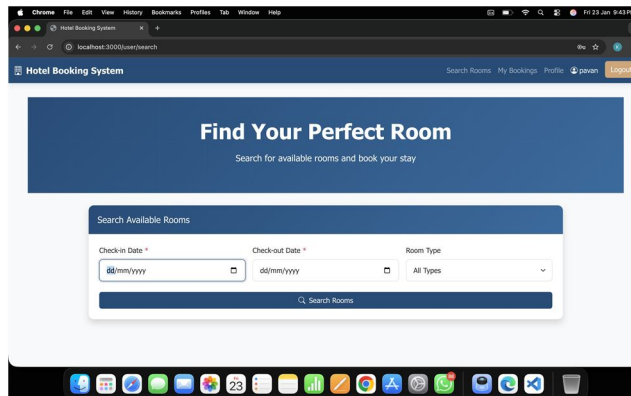 Chrome File Edit View History Bookmarks Profiles Tab Window Help Fri 23 Jan 9:43 P
Hotel Booking System
localhost:3000/user/search
Hotel Booking System Search Rooms My Bookings Profile pavan Logout
Find Your Perfect Room
Search for available rooms and book your stay
Search Available Rooms
Check-in Date * Check-out Date * Room Type
dd/mm/yyyy dd/mm/yyyy All Types
Search Rooms
23